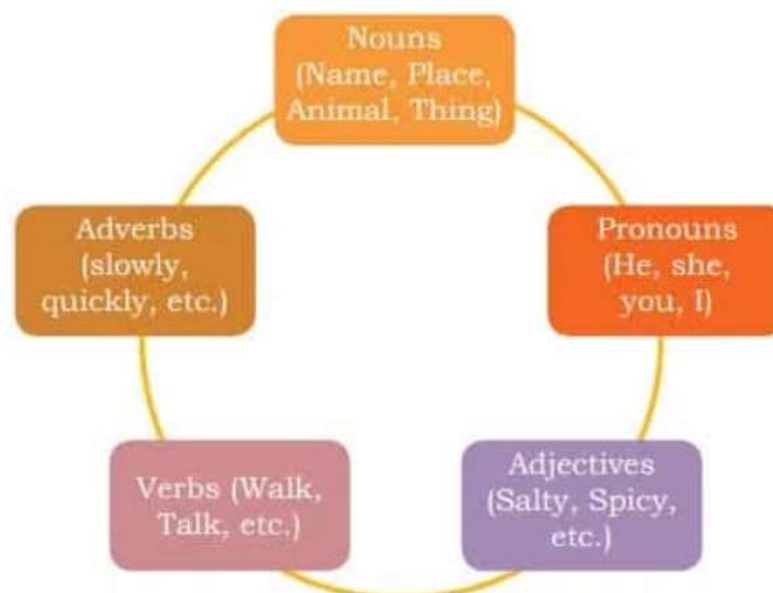 Nouns
(Name, Place,
Animal, Thing)
Pronouns
(He, she,
you, I)
Adjectives
(Salty, Spicy,
etc.)
Verbs (Walk,
Talk, etc.)
Adverbs
(slowly,
quickly, etc.)